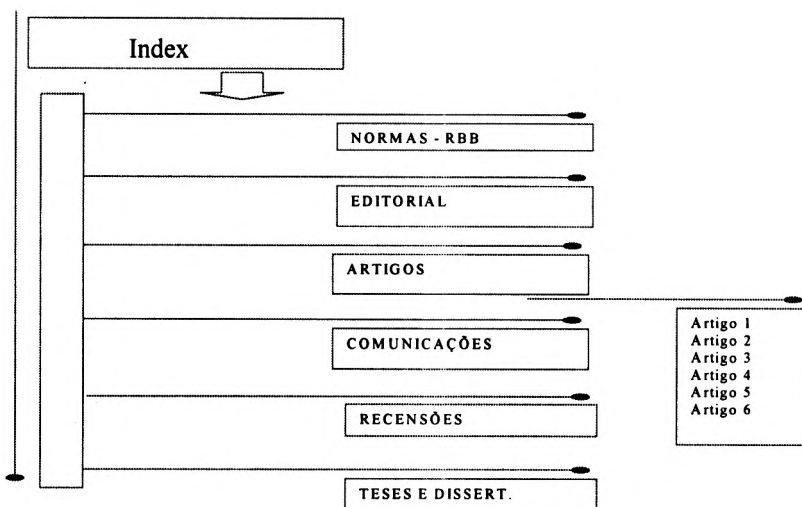 Index
NORMAS - RBB
EDITORIAL
ARTIGOS
Artigo 1
Artigo 2
Artigo 3
Artigo 4
Artigo 5
Artigo 6
COMUNICAÇÕES
RECENSÕES
TESES E DISSERT.